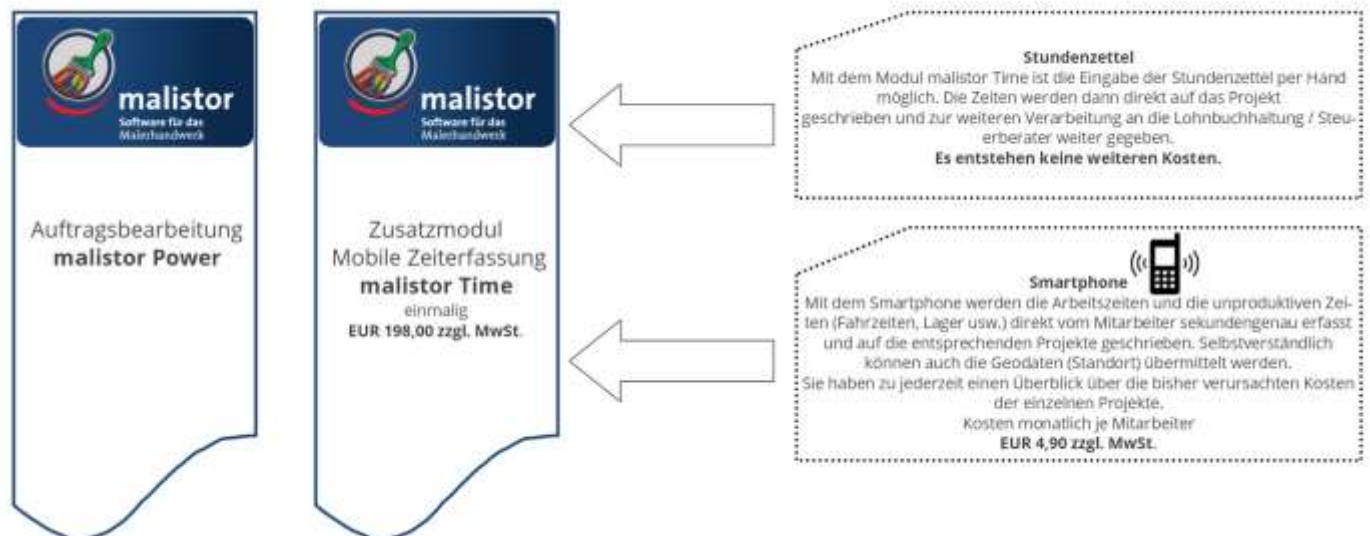 malistor
Software für das
Malerhandwerk
Auftragsbearbeitung
malistor Power
malistor
Software für das
Malerhandwerk
Zusatzmodul
Mobile Zeiterfassung
malistor Time
einmalig
EUR 198,00 zzgl. MwSt.
Stundenzettel
Mit dem Modul malistor Time ist die Eingabe der Stundenzettel per Hand
möglich. Die Zeiten werden dann direkt auf das Projekt
geschrieben und zur weiteren Verarbeitung an die Lohnbuchhaltung / Steu-
erberater weiter gegeben.
Es entstehen keine weiteren Kosten.
Smartphone
Mit dem Smartphone werden die Arbeitszeiten und die unproduktiven Zei-
ten (Fahrzeiten, Lager usw.) direkt vom Mitarbeiter sekundengenau erfasst
und auf die entsprechenden Projekte geschrieben. Selbstverständlich
können auch die Geodaten (Standort) übermittelt werden.
Sie haben zu jederzeit einen Überblick über die bisher verursachten Kosten
der einzelnen Projekte.
Kosten monatlich je Mitarbeiter
EUR 4,90 zzgl. MwSt.